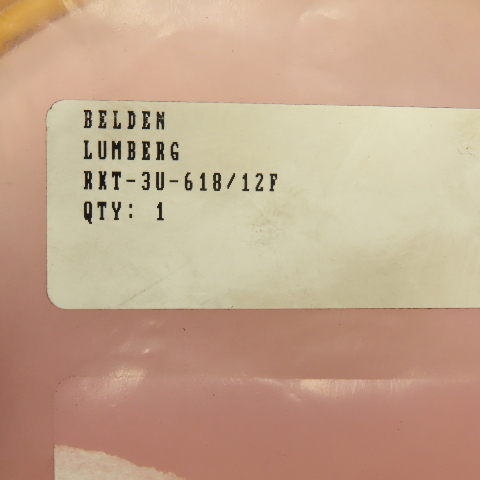 BELDEN
LUMBERG
RKT-3U-618/12F
QTY: 1